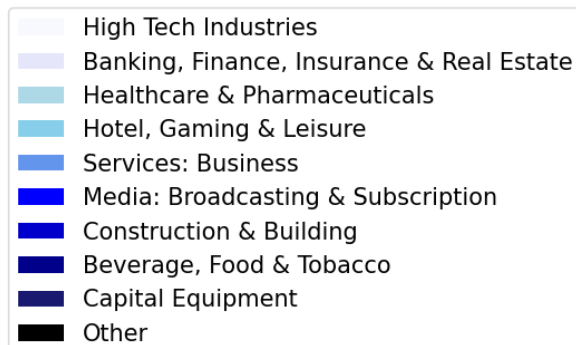 High Tech Industries
Banking, Finance, Insurance & Real Estate
Healthcare & Pharmaceuticals
Hotel, Gaming & Leisure
Services: Business
Media: Broadcasting & Subscription
Construction & Building
Beverage, Food & Tobacco
Capital Equipment
Other